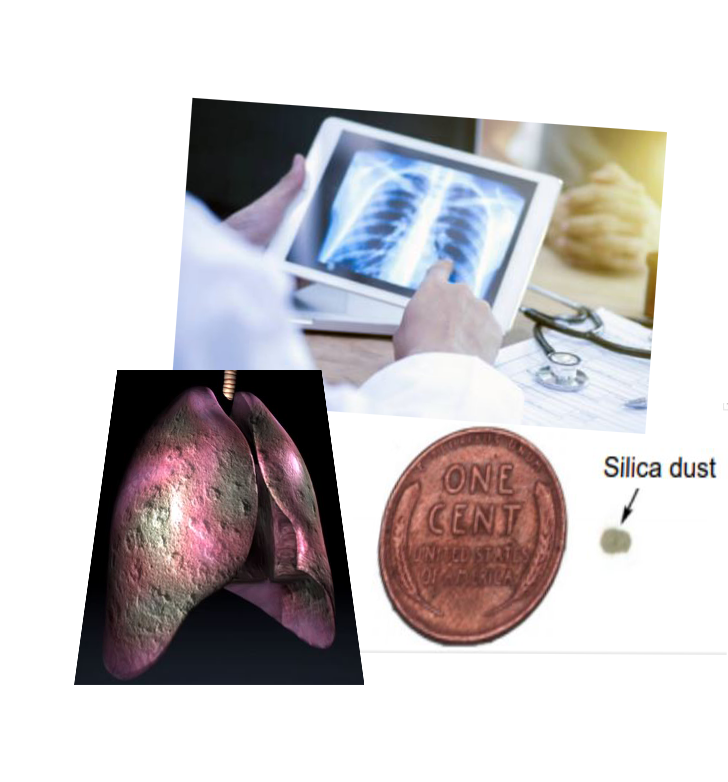 Silica dust
ONE
CENT
UNITED STATES
OF AMERICA